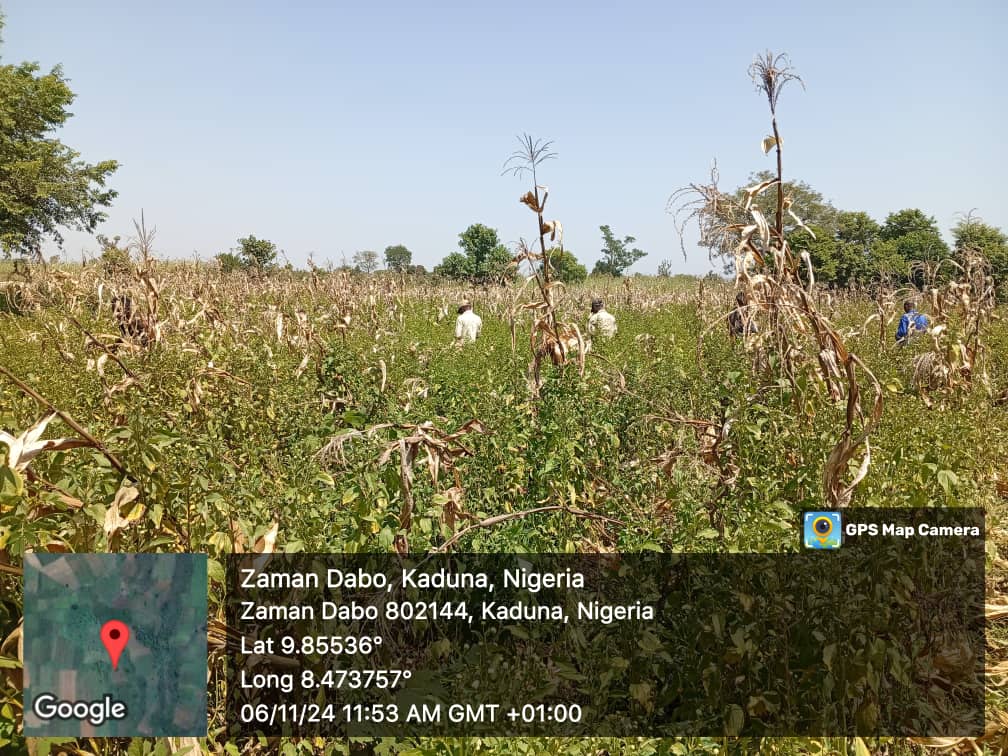 GPS Map Camera
Zaman Dabo, Kaduna, Nigeria
Zaman Dabo 802144, Kaduna, Nigeria
Lat 9.85536°
Long 8.473757°
06/11/24 11:53 AM GMT +01:00
Google